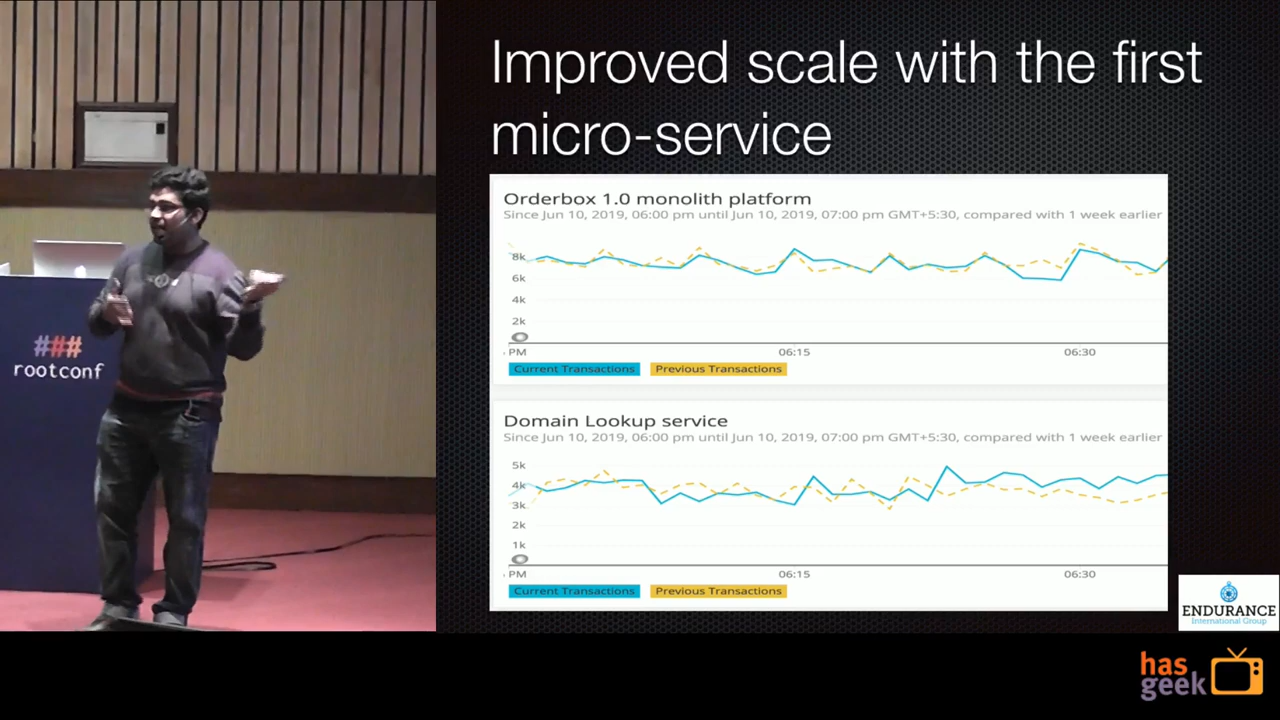 Improved scale with the first
micro-service
Orderbox 1.0 monolith platform
Since Jun 10, 2019, 06:00 pm until Jun 10, 2019, 07:00 pm GMT+5:30, compared with 1 week earlier
8k
6k
4k
2k
PM 06:15 06:30
Current Transactions Previous Transactions
Domain Lookup service
Since Jun 10, 2019, 06:00 pm until Jun 10, 2019, 07:00 pm GMT+5:30, compared with 1 week earlier
5k
4k
3k
2k
1k
PM 06:15 06:30
Current Transactions Previous Transactions
###
rootconf
ENDURANCE
International Group
has
geek